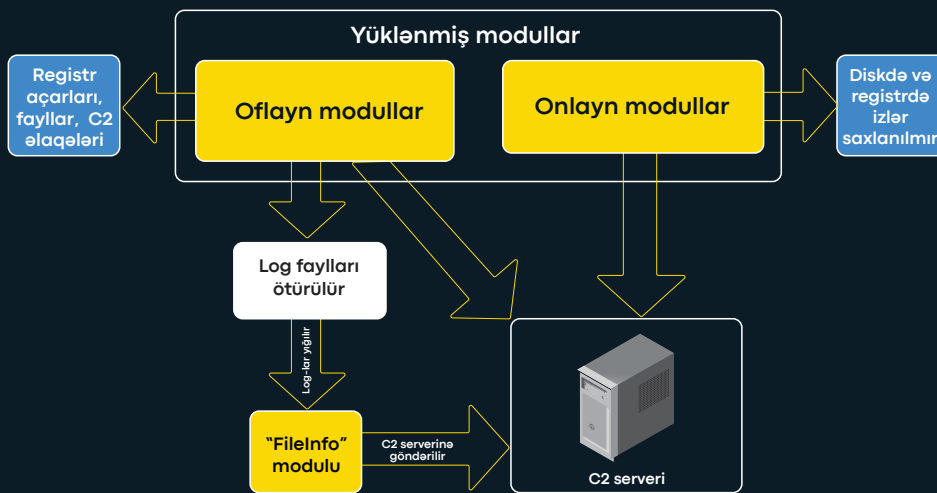 Yüklənmiş modullar
Registr
açarları,
fayllar, C2
əlaqələri
Oflayn modullar
Onlayn modullar
Diskdə və
registrdə
izlər
saxlanılmır
Log faylları
ötürülür
Log-lar yığılır
“FileInfo”
modulu
C2 serverinə
göndərilir
C2 serveri